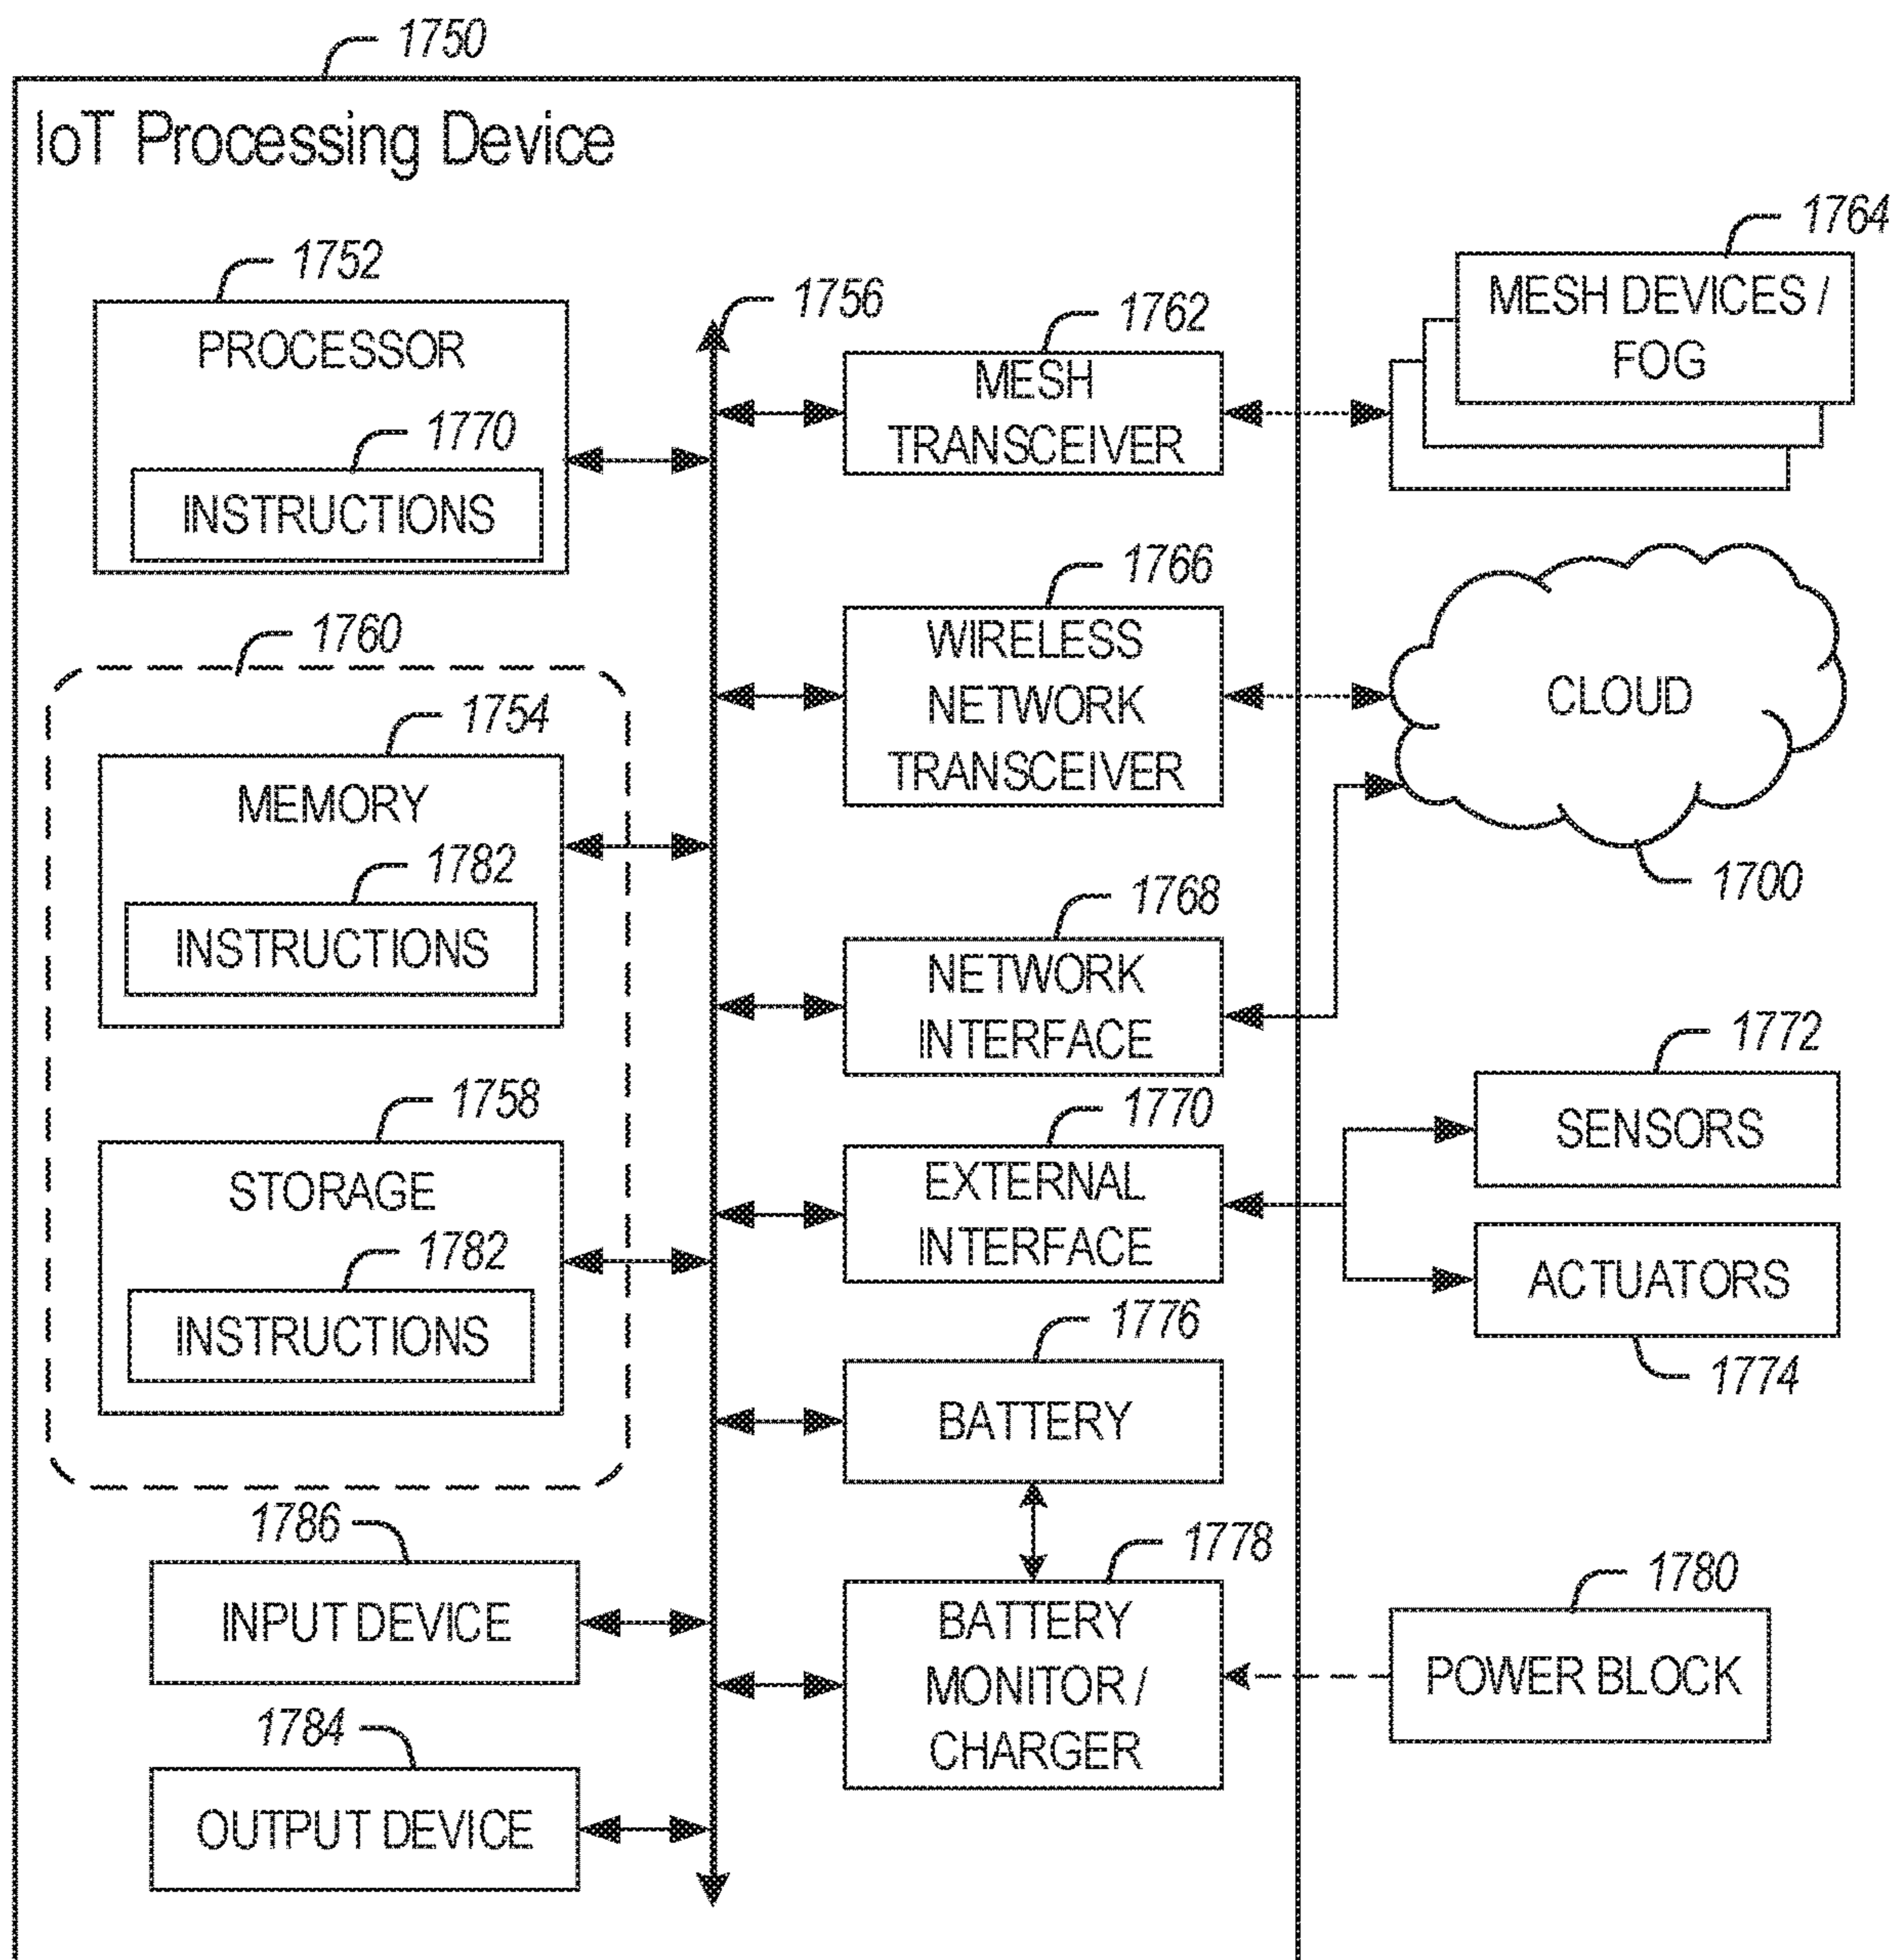 1750
IoT Processing Device
1752
PROCESSOR
1770
INSTRUCTIONS
1760
1754
MEMORY
1782
INSTRUCTIONS
1758
STORAGE
1782
INSTRUCTIONS
1786
INPUT DEVICE
1784
OUTPUT DEVICE
1756
1762
MESH
TRANSCEIVER
1766
WIRELESS
NETWORK
TRANSCEIVER
1768
NETWORK
INTERFACE
1770
EXTERNAL
INTERFACE
1776
BATTERY
1778
BATTERY
MONITOR /
CHARGER
1764
MESH DEVICES /
FOG
CLOUD
1700
1772
SENSORS
ACTUATORS
1774
1780
POWER BLOCK